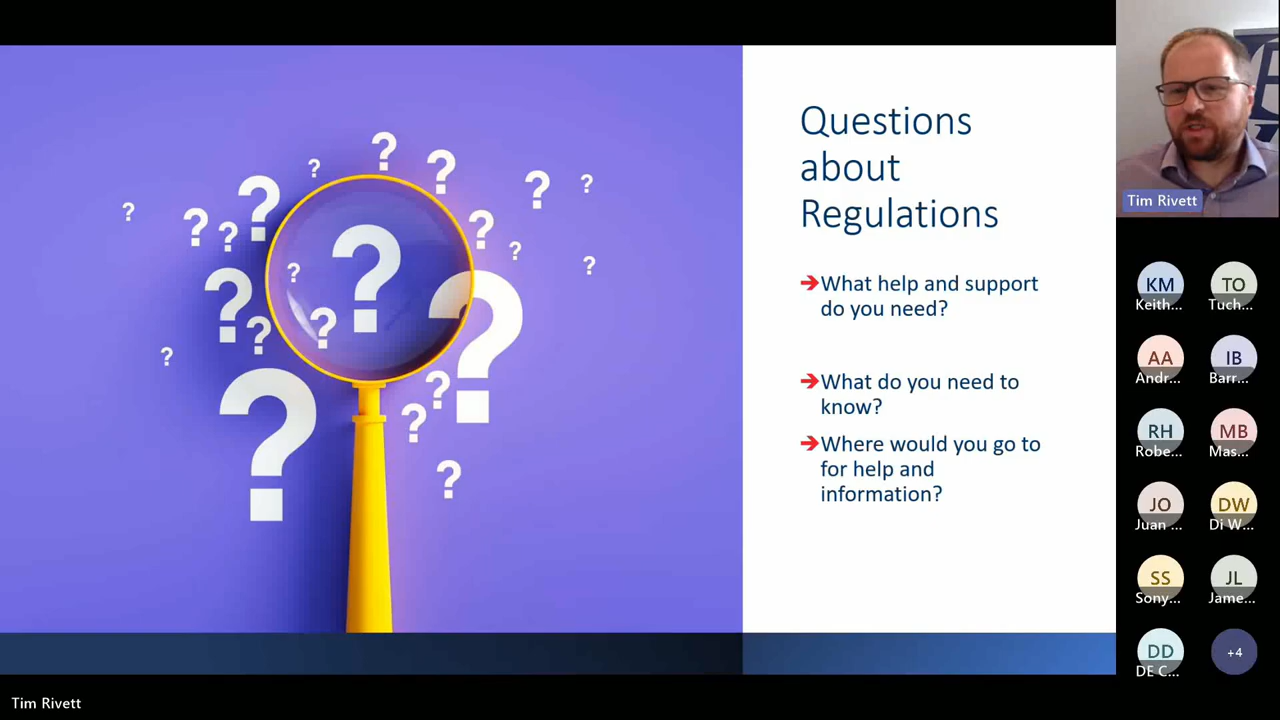 Questions
about
Regulations
➔What help and support
do you need?
➔What do you need to
know?
➔Where would you go to
for help and
information?
Tim Rivett
KM
TO
Keith...
Tuch...
AA
IB
Andr...
Barr...
RH
MB
Robe...
Mas...
JO
DW
Juan ...
Di W...
SS
JL
Sony...
Jame...
DD
+4
DE C...
Tim Rivett